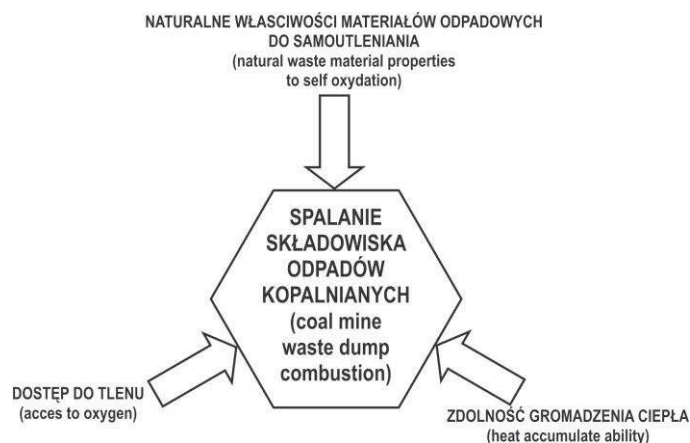 NATURALNE WŁASCIWOŚCI MATERIAŁÓW ODPADOWYCH
DO SAMOUTLENIANIA
(natural waste material properties
to self oxydation)
SPALANIE
SKŁADOWISKA
ODPADÓW
KOPALNIANYCH
(coal mine
waste dump
combustion)
DOSTĘP DO TLENU
(acces to oxygen)
ZDOLNOŚĆ GROMADZENIA CIEPŁA
(heat accumulate ability)